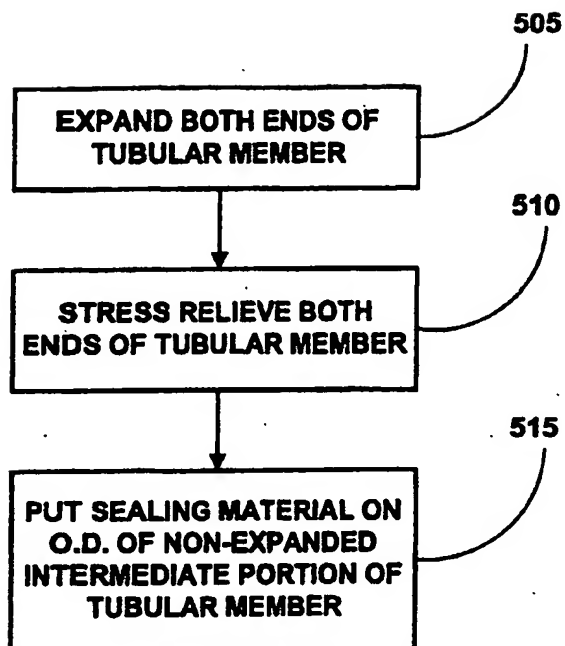 505
EXPAND BOTH ENDS OF
TUBULAR MEMBER
510
STRESS RELIEVE BOTH
ENDS OF TUBULAR MEMBER
515
PUT SEALING MATERIAL ON
O.D. OF NON-EXPANDED
INTERMEDIATE PORTION OF
TUBULAR MEMBER